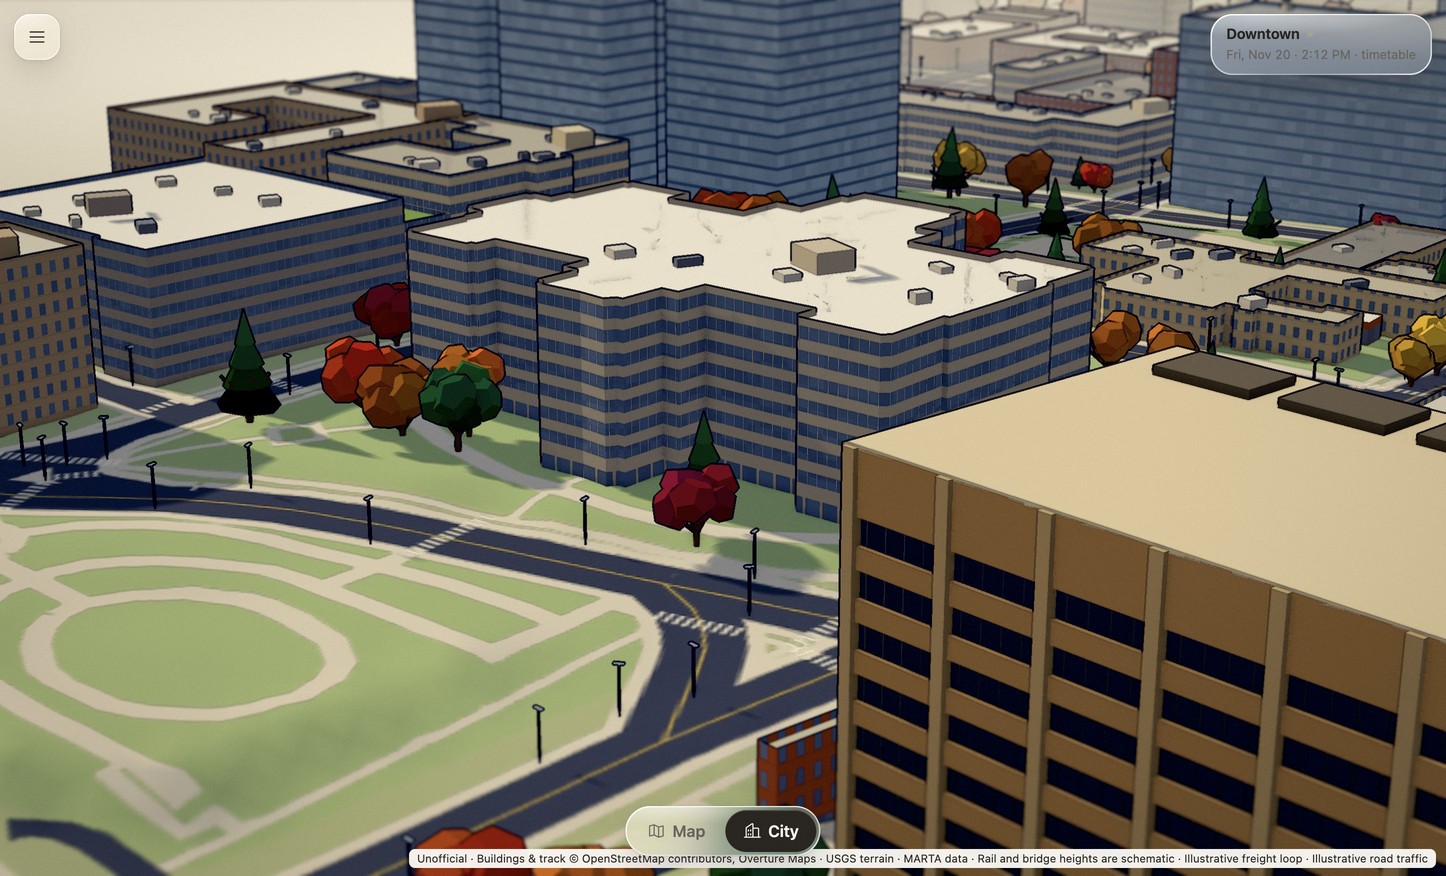 Downtown
Fri, Nov 20 · 2:12 PM · timetable
Map
City
Unofficial · Buildings & track © OpenStreetMap contributors, Overture Maps · USGS terrain · MARTA data · Rail and bridge heights are schematic · Illustrative freight loop · Illustrative road traffic